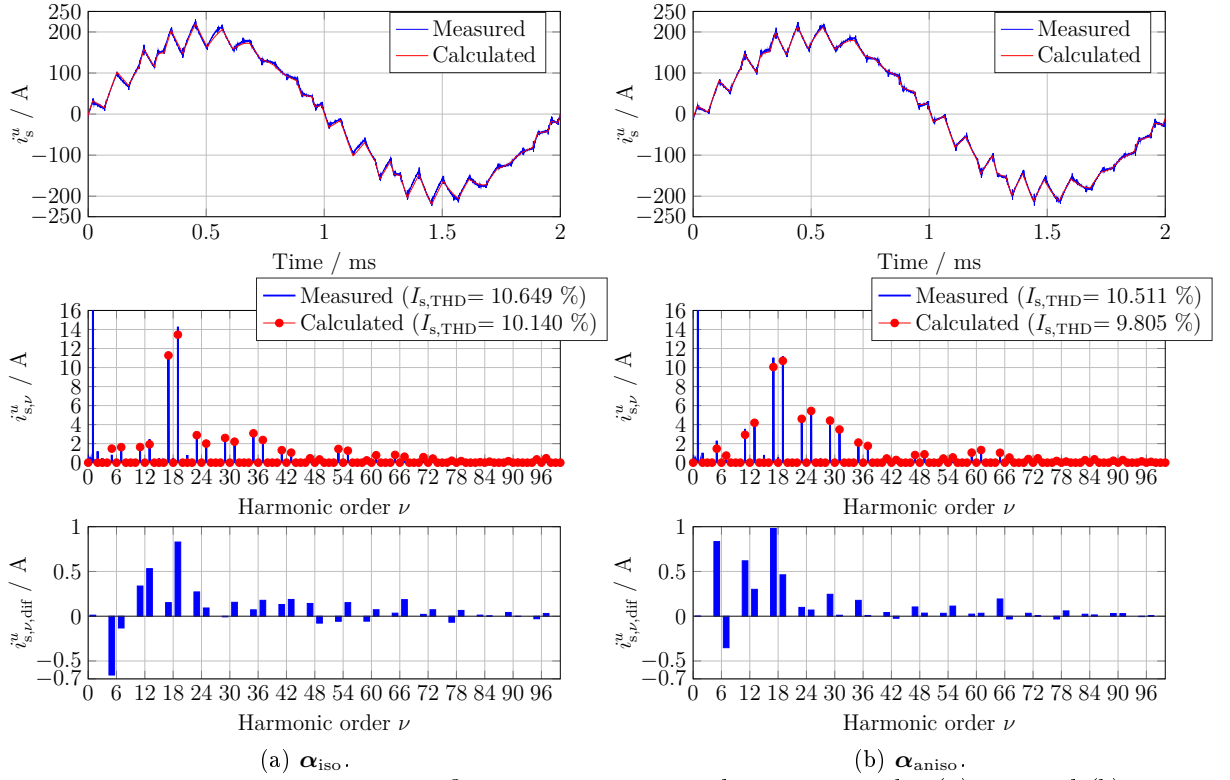 250
200
100
0
−100
−200
−250
i_s^u / A
Measured
Calculated
0 0.5 1 1.5 2
Time / ms
250
200
100
0
−100
−200
−250
i_s^u / A
Measured
Calculated
0 0.5 1 1.5 2
Time / ms
Measured (I_s,THD= 10.649 %)
Calculated (I_s,THD= 10.140 %)
16
14
12
10
8
6
4
2
0
i_s,ν^u / A
0 6 12 18 24 30 36 42 48 54 60 66 72 78 84 90 96
Harmonic order ν
Measured (I_s,THD= 10.511 %)
Calculated (I_s,THD= 9.805 %)
16
14
12
10
8
6
4
2
0
i_s,ν^u / A
0 6 12 18 24 30 36 42 48 54 60 66 72 78 84 90 96
Harmonic order ν
1
0.5
0
−0.5
−0.7
i_s,ν,dif^u / A
0 6 12 18 24 30 36 42 48 54 60 66 72 78 84 90 96
Harmonic order ν
(a) α_iso.
1
0.5
0
−0.5
−0.7
i_s,ν,dif^u / A
0 6 12 18 24 30 36 42 48 54 60 66 72 78 84 90 96
Harmonic order ν
(b) α_aniso.